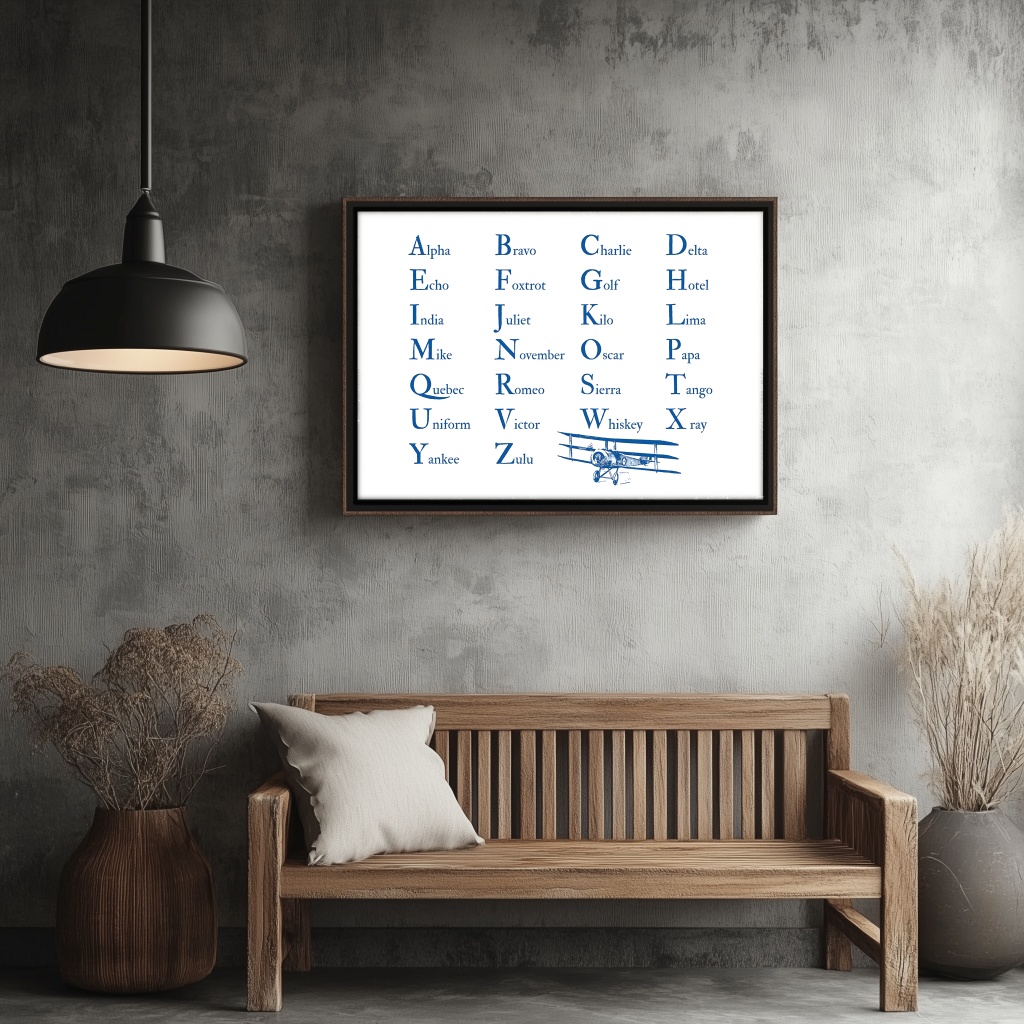 Alpha Bravo Charlie Delta
Echo Foxtrot Golf Hotel
India Juliet Kilo Lima
Mike November Oscar Papa
Quebec Romeo Sierra Tango
Uniform Victor Whiskey X ray
Yankee Zulu